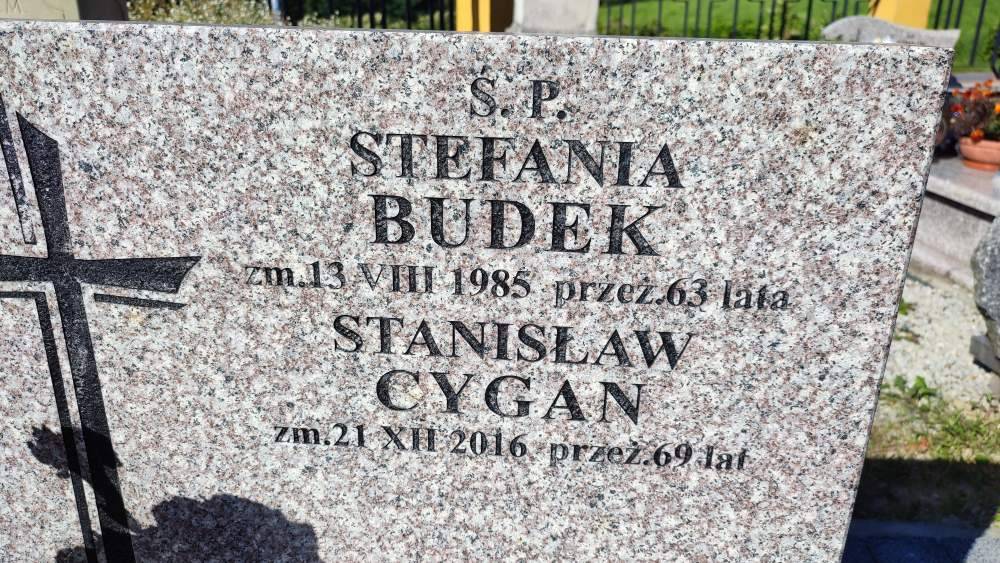 Ś. P.
STEFANIA
BUDEK
zm.13 VIII 1985 przeż.63 lata
STANISŁAW
CYGAN
zm.21 XII 2016 przeż.69 lat